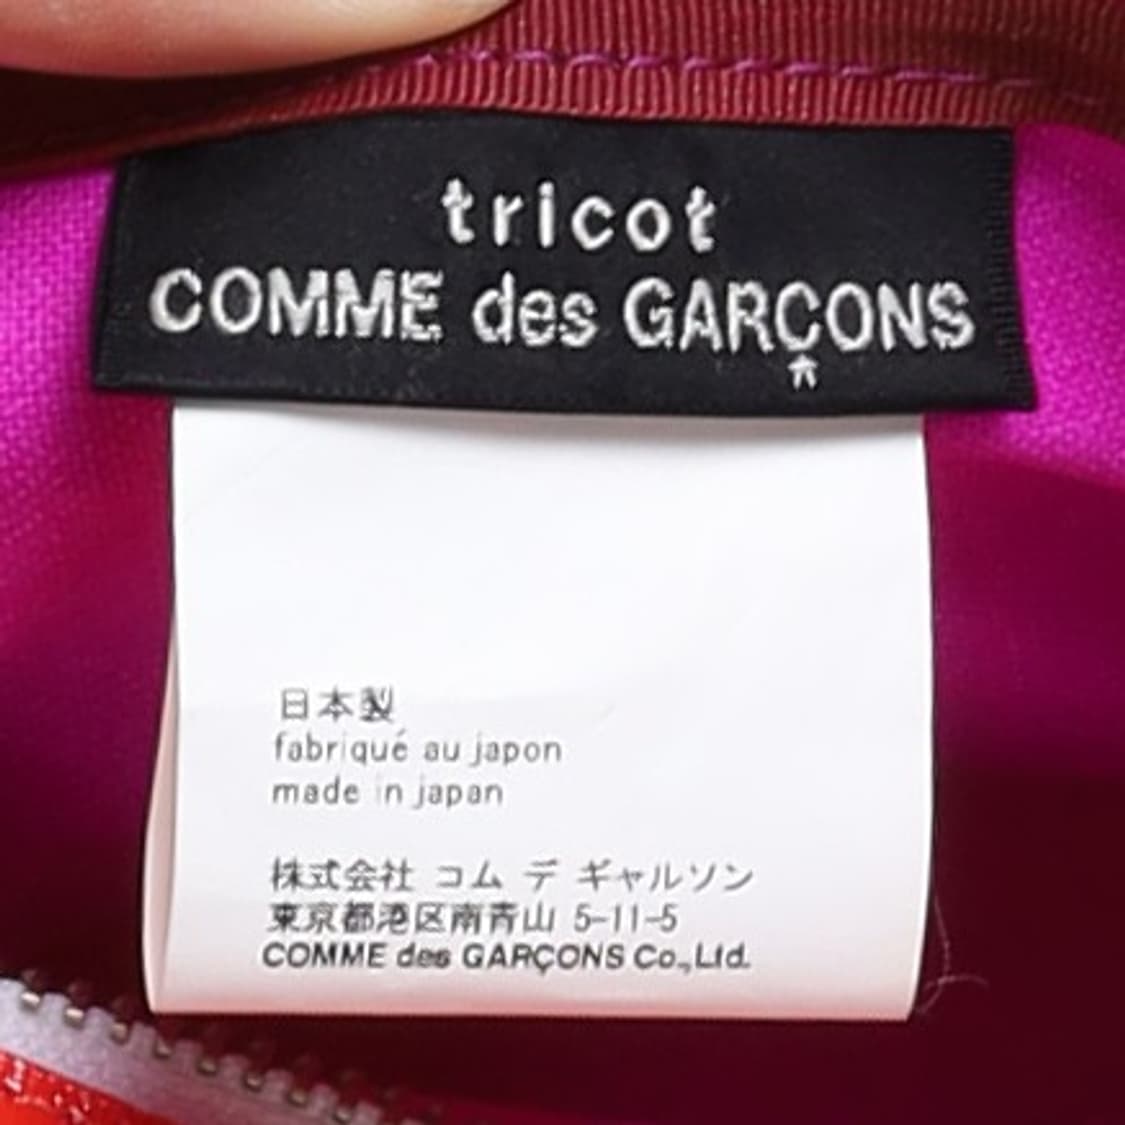 tricot
COMME des GARÇONS
日本製
fabriqué au japon
made in japan
株式会社 コム デ ギャルソン
東京都港区南青山 5-11-5
COMME des GARÇONS Co.,Ltd.